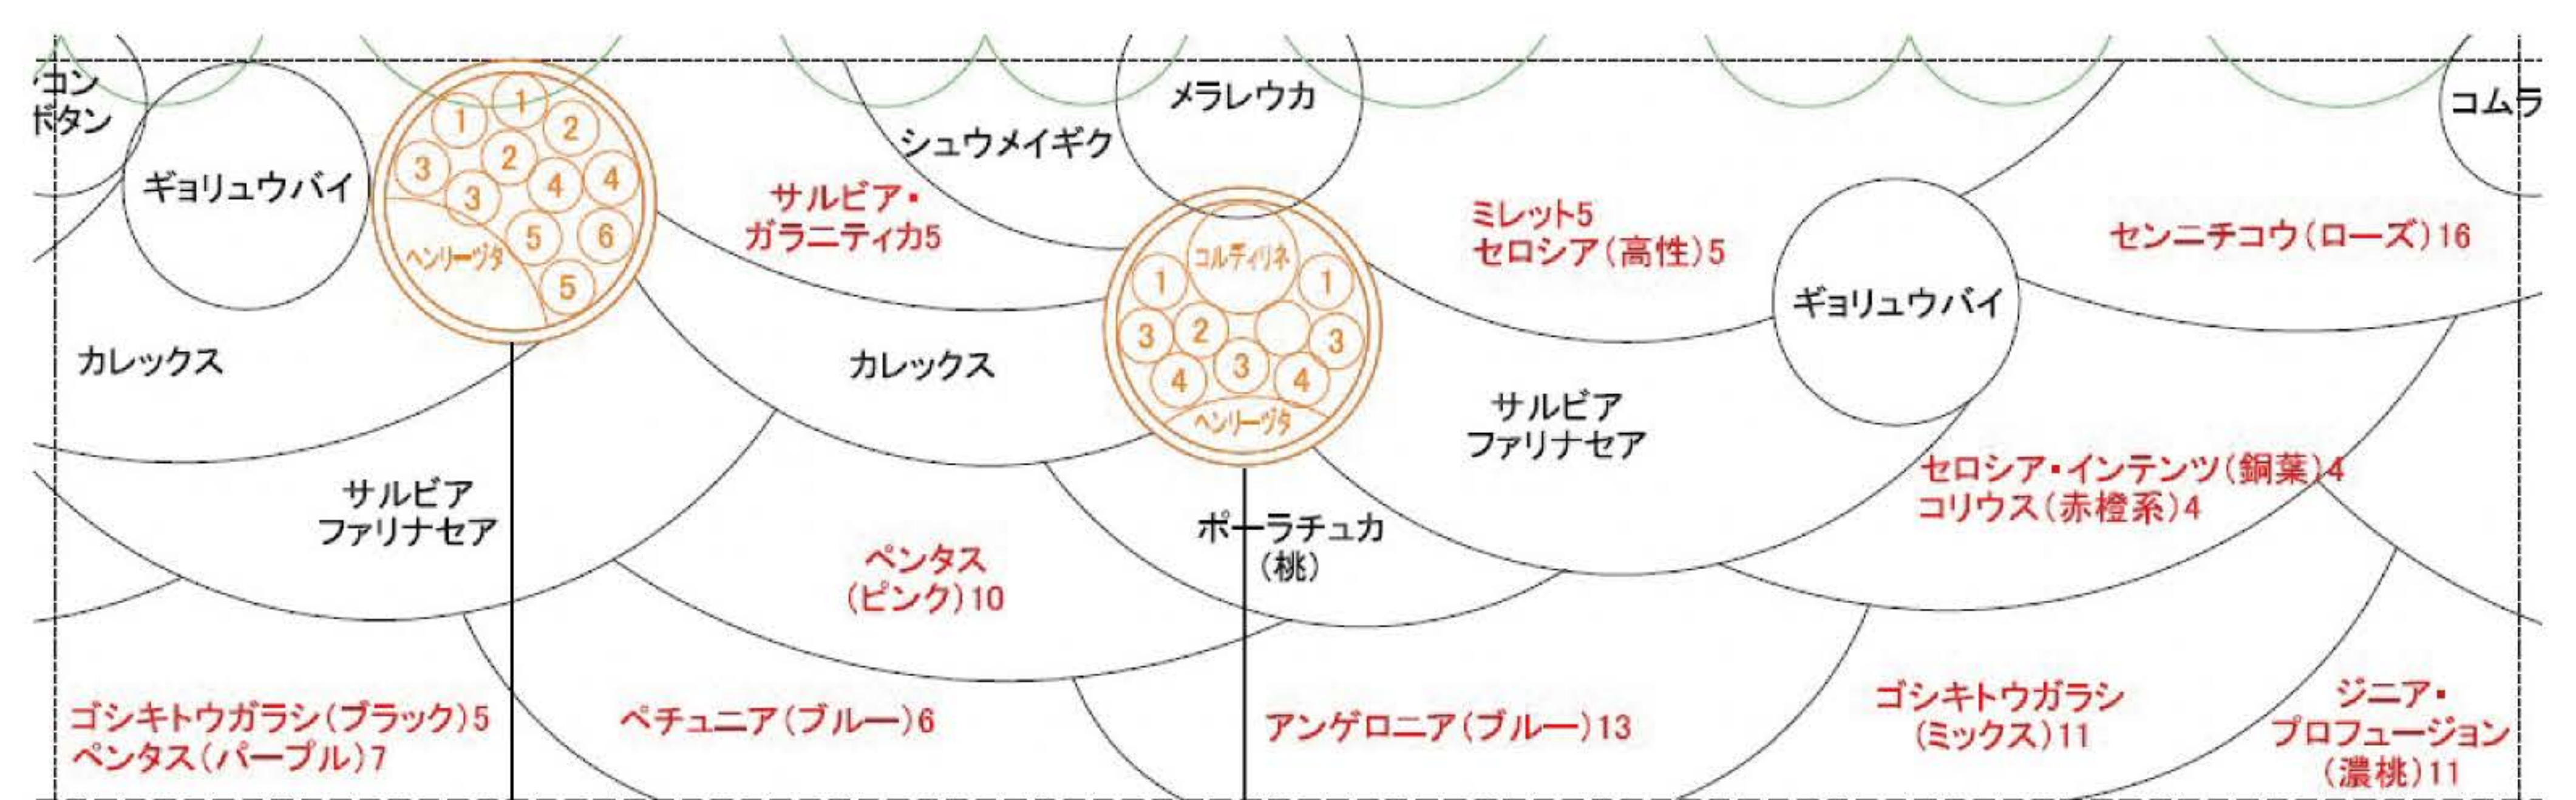 コン
ボタン
ギョリュウバイ
カレックス
1
1
2
3
2
4
4
3
5
6
5
ヘンリーヅタ
サルビア・
ガラニティカ5
シュウメイギク
メラレウカ
カレックス
コルディリネ
1
1
3
2
3
3
4
4
ヘンリーヅタ
ミレット5
セロシア(高性)5
ギョリュウバイ
センニチコウ(ローズ)16
コムラ
サルビア
ファリナセア
サルビア
ファリナセア
セロシア・インテンツ(銅葉)4
コリウス(赤橙系)4
ペンタス
(ピンク)10
ポーラチュカ
(桃)
ゴシキトウガラシ(ブラック)5
ペンタス(パープル)7
ペチュニア(ブルー)6
アンゲロニア(ブルー)13
ゴシキトウガラシ
(ミックス)11
ジニア・
プロフュージョン
(濃桃)11